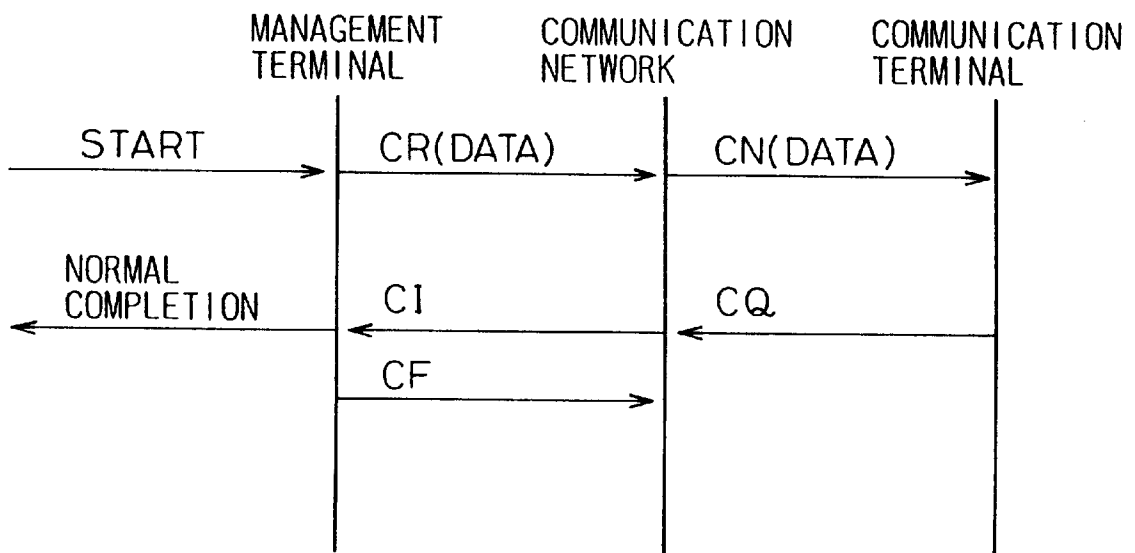 MANAGEMENT
TERMINAL
COMMUNICATION
NETWORK
COMMUNICATION
TERMINAL
START
CR(DATA)
CN(DATA)
NORMAL
COMPLETION
CI
CQ
CF